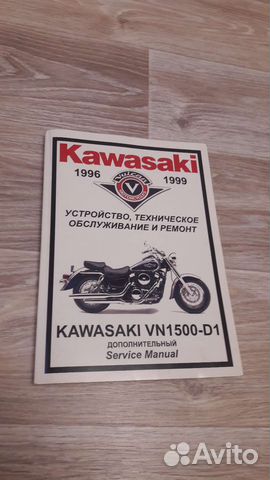 Kawasaki
1996 1999
Vulcan
V
УСТРОЙСТВО, ТЕХНИЧЕСКОЕ
ОБСЛУЖИВАНИЕ И РЕМОНТ
KAWASAKI VN1500-D1
ДОПОЛНИТЕЛЬНЫЙ
Service Manual
Avito